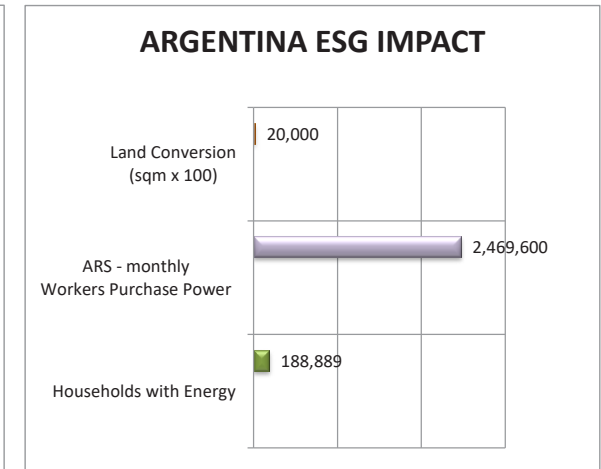 ARGENTINA ESG IMPACT
Land Conversion
(sqm x 100)
20,000
ARS - monthly
Workers Purchase Power
2,469,600
Households with Energy
188,889